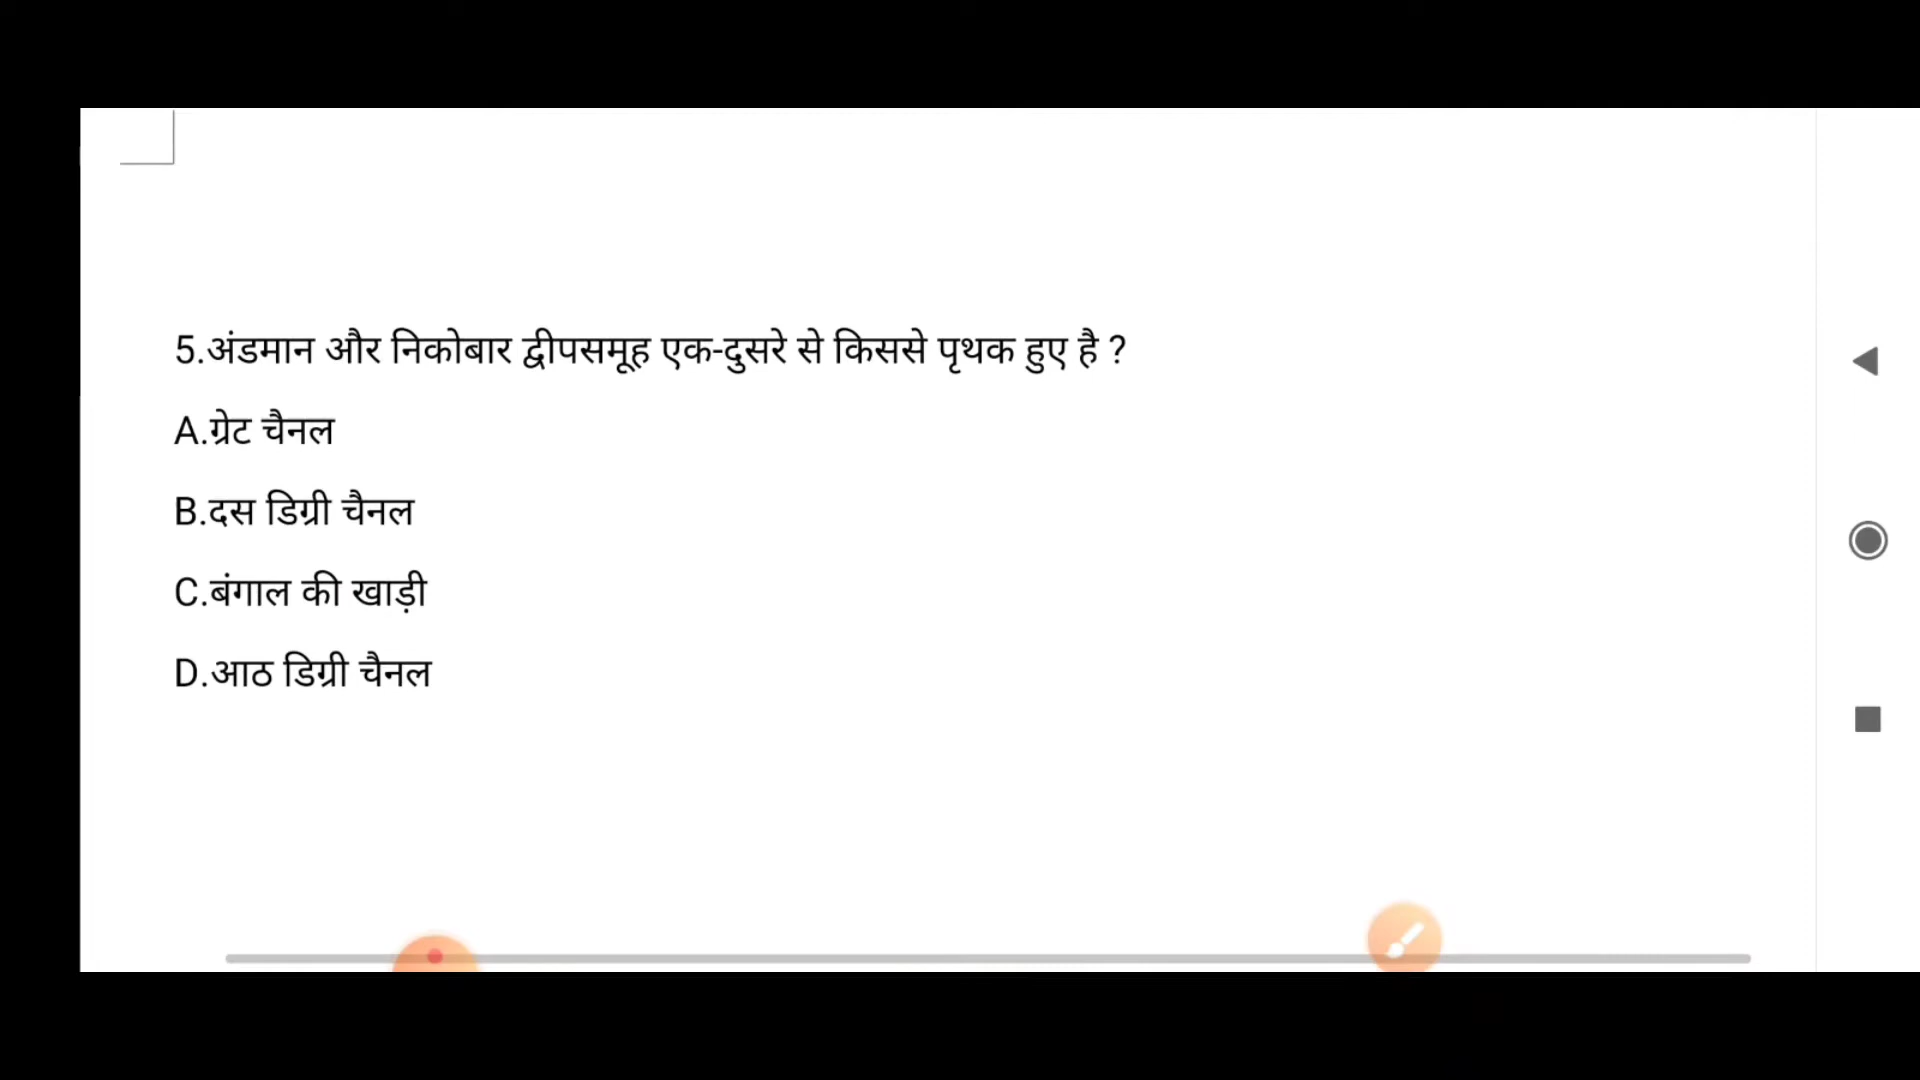 5.अंडमान और निकोबार द्वीपसमूह एक-दुसरे से किससे पृथक हुए है ?
A.ग्रेट चैनल
B.दस डिग्री चैनल
C.बंगाल की खाड़ी
D.आठ डिग्री चैनल